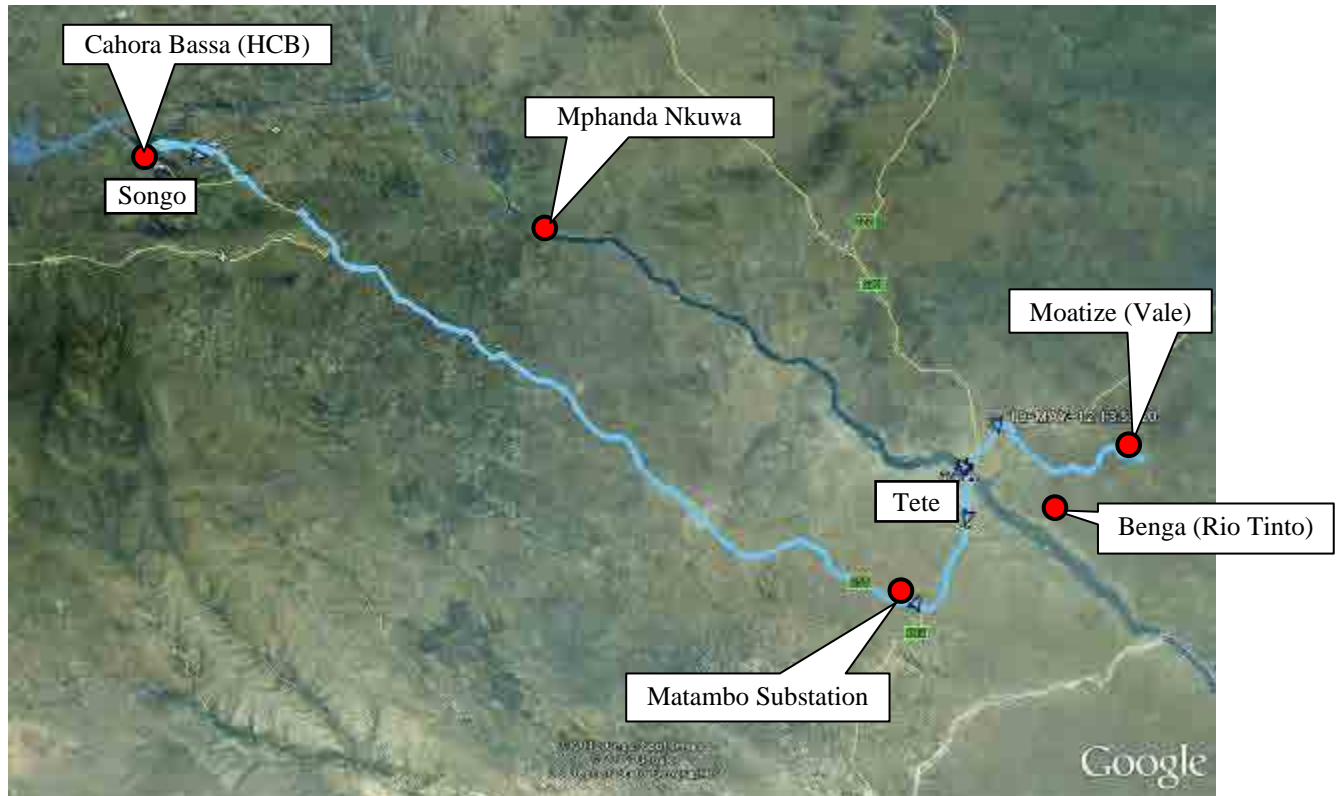 Cahora Bassa (HCB)
Mphanda Nkuwa
Songo
Moatize (Vale)
Tete
Benga (Rio Tinto)
Matambo Substation
Google